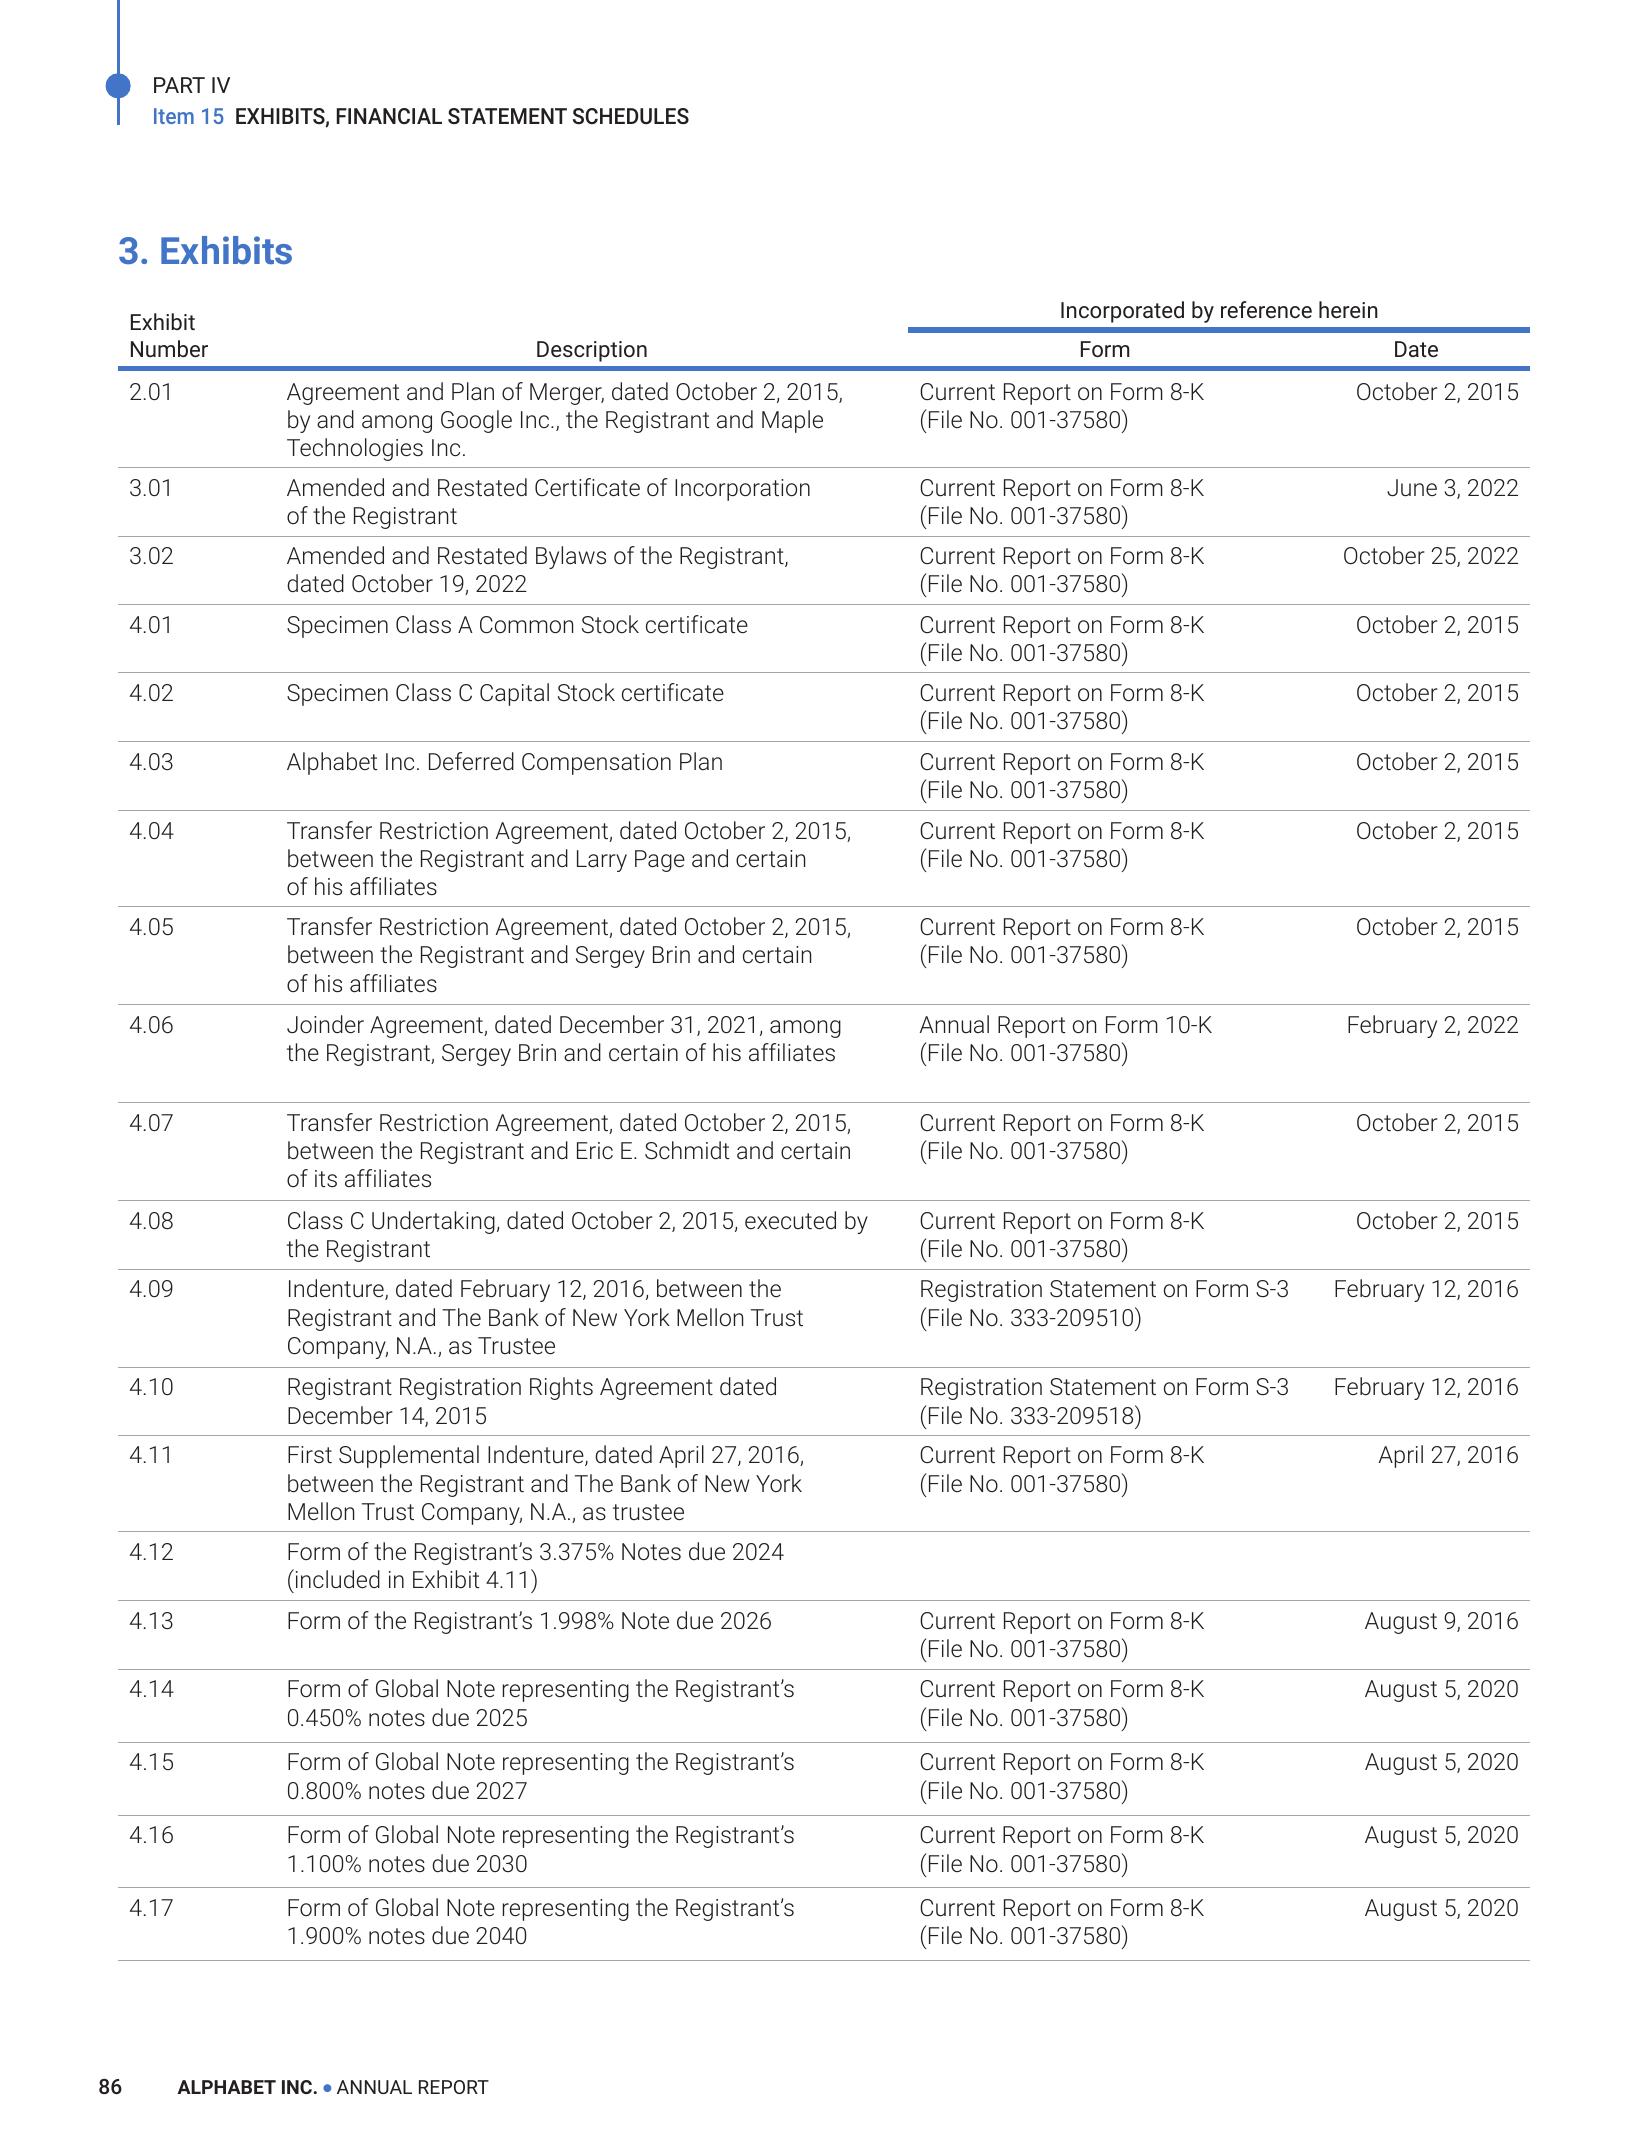 PART IV
Item 15 EXHIBITS, FINANCIAL STATEMENT SCHEDULES
3. Exhibits
Incorporated by reference herein
Exhibit
Number Description Form Date
2.01 Agreement and Plan of Merger, dated October 2, 2015, Current Report on Form 8-K October 2, 2015
by and among Google Inc., the Registrant and Maple (File No. 001-37580)
Technologies Inc.
3.01 Amended and Restated Certificate of Incorporation Current Report on Form 8-K June 3, 2022
of the Registrant (File No. 001-37580)
3.02 Amended and Restated Bylaws of the Registrant, Current Report on Form 8-K October 25, 2022
dated October 19, 2022 (File No. 001-37580)
4.01 Specimen Class A Common Stock certificate Current Report on Form 8-K October 2, 2015
(File No. 001-37580)
4.02 Specimen Class C Capital Stock certificate Current Report on Form 8-K October 2, 2015
(File No. 001-37580)
4.03 Alphabet Inc. Deferred Compensation Plan Current Report on Form 8-K October 2, 2015
(File No. 001-37580)
4.04 Transfer Restriction Agreement, dated October 2, 2015, Current Report on Form 8-K October 2, 2015
between the Registrant and Larry Page and certain (File No. 001-37580)
of his affiliates
4.05 Transfer Restriction Agreement, dated October 2, 2015, Current Report on Form 8-K October 2, 2015
between the Registrant and Sergey Brin and certain (File No. 001-37580)
of his affiliates
4.06 Joinder Agreement, dated December 31, 2021, among Annual Report on Form 10-K February 2, 2022
the Registrant, Sergey Brin and certain of his affiliates (File No. 001-37580)
4.07 Transfer Restriction Agreement, dated October 2, 2015, Current Report on Form 8-K October 2, 2015
between the Registrant and Eric E. Schmidt and certain (File No. 001-37580)
of its affiliates
4.08 Class C Undertaking, dated October 2, 2015, executed by Current Report on Form 8-K October 2, 2015
the Registrant (File No. 001-37580)
4.09 Indenture, dated February 12, 2016, between the Registration Statement on Form S-3 February 12, 2016
Registrant and The Bank of New York Mellon Trust (File No. 333-209510)
Company, N.A., as Trustee
4.10 Registrant Registration Rights Agreement dated Registration Statement on Form S-3 February 12, 2016
December 14, 2015 (File No. 333-209518)
4.11 First Supplemental Indenture, dated April 27, 2016, Current Report on Form 8-K April 27, 2016
between the Registrant and The Bank of New York (File No. 001-37580)
Mellon Trust Company, N.A., as trustee
4.12 Form of the Registrant’s 3.375% Notes due 2024
(included in Exhibit 4.11)
4.13 Form of the Registrant’s 1.998% Note due 2026 Current Report on Form 8-K August 9, 2016
(File No. 001-37580)
4.14 Form of Global Note representing the Registrant’s Current Report on Form 8-K August 5, 2020
0.450% notes due 2025 (File No. 001-37580)
4.15 Form of Global Note representing the Registrant’s Current Report on Form 8-K August 5, 2020
0.800% notes due 2027 (File No. 001-37580)
4.16 Form of Global Note representing the Registrant’s Current Report on Form 8-K August 5, 2020
1.100% notes due 2030 (File No. 001-37580)
4.17 Form of Global Note representing the Registrant’s Current Report on Form 8-K August 5, 2020
1.900% notes due 2040 (File No. 001-37580)
86 ALPHABET INC. • ANNUAL REPORT